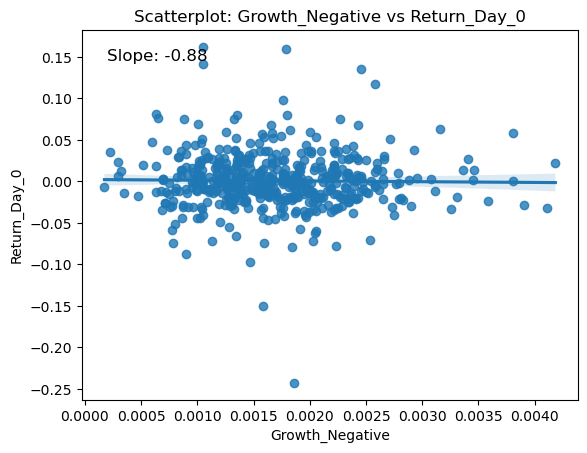 Scatterplot: Growth_Negative vs Return_Day_0
Slope: -0.88
0.15
0.10
0.05
0.00
−0.05
−0.10
−0.15
−0.20
−0.25
Return_Day_0
0.0000 0.0005 0.0010 0.0015 0.0020 0.0025 0.0030 0.0035 0.0040
Growth_Negative